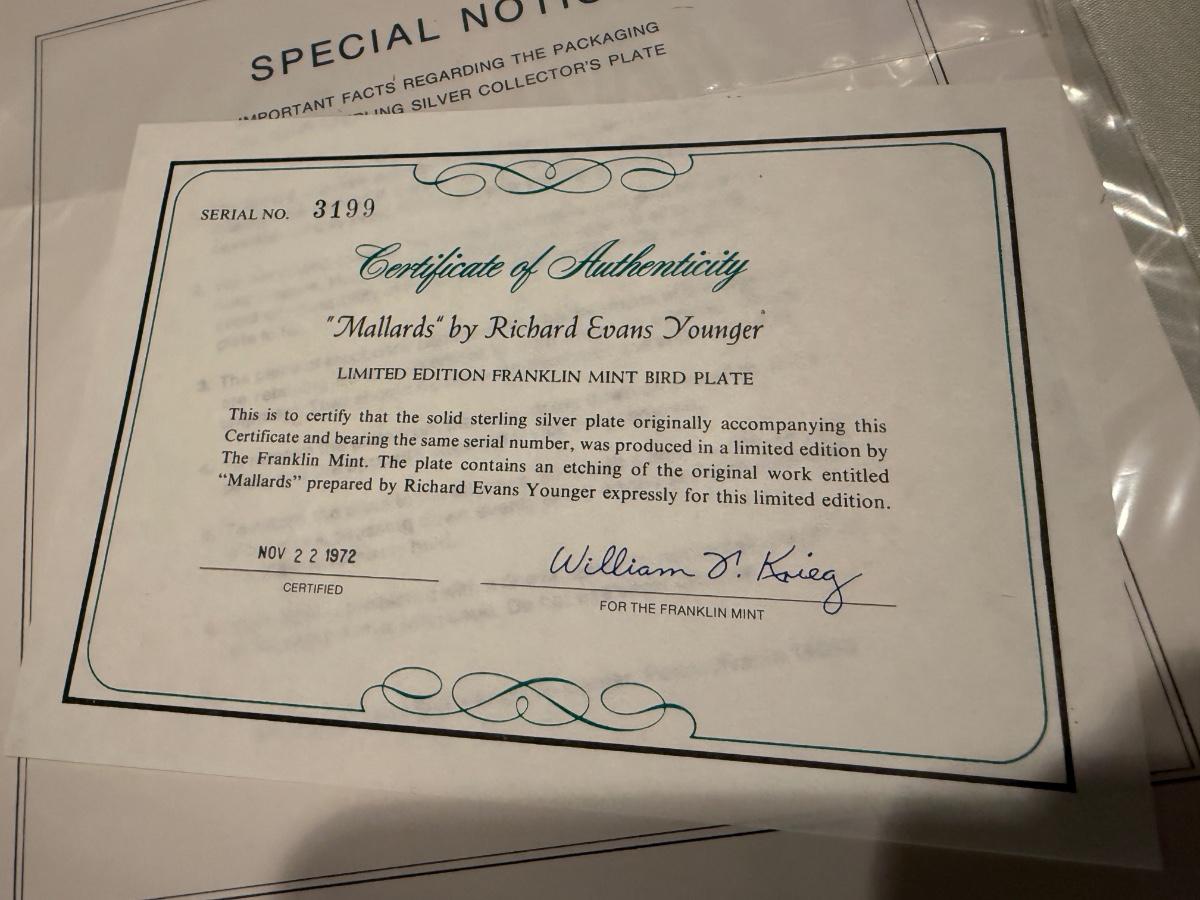 SPECIAL
IMPORTANT FACTS REGARDING THE PACKAGING
SILVER COLLECTOR'S PLATE
SERIAL NO. 3199
Certificate of Authenticity
"Mallards" by Richard Evans Younger
LIMITED EDITION FRANKLIN MINT BIRD PLATE
This is to certify that the solid sterling silver plate originally accompanying this
Certificate and bearing the same serial number, was produced in a limited edition by
The Franklin Mint. The plate contains an etching of the original work entitled
“Mallards” prepared by Richard Evans Younger expressly for this limited edition.
NOV 22 1972
William T. Krieg
CERTIFIED
FOR THE FRANKLIN MINT